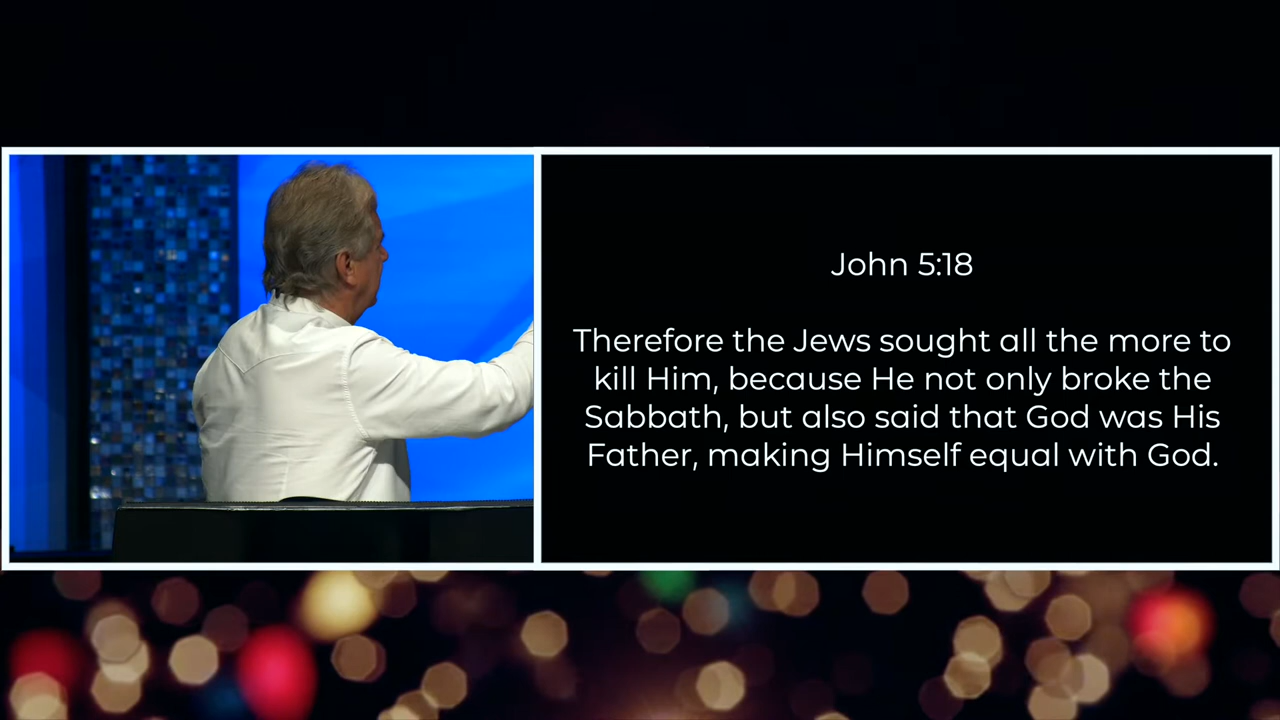 John 5:18
Therefore the Jews sought all the more to
kill Him, because He not only broke the
Sabbath, but also said that God was His
Father, making Himself equal with God.